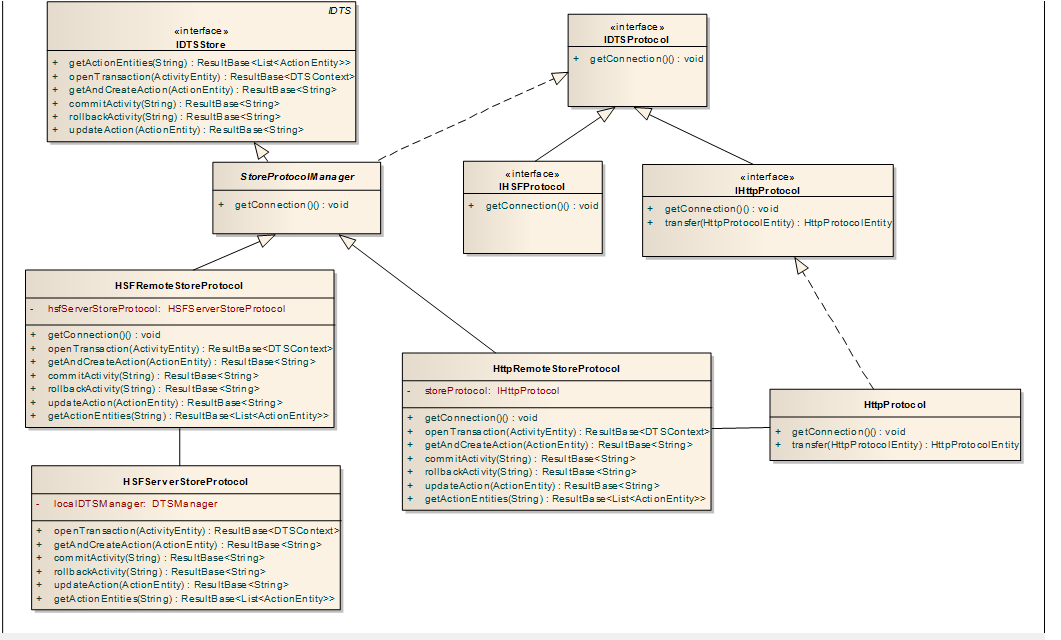 IDTS
«interface»
IDTSStore
+ getActionEntities(String) : ResultBase<List<ActionEntity>>
+ openTransaction(ActivityEntity) : ResultBase<DTSContext>
+ getAndCreateAction(ActionEntity) : ResultBase<String>
+ commitActivity(String) : ResultBase<String>
+ rollbackActivity(String) : ResultBase<String>
+ updateAction(ActionEntity) : ResultBase<String>
«interface»
IDTSProtocol
+ getConnection()() : void
StoreProtocolManager
+ getConnection()() : void
«interface»
IHSFProtocol
+ getConnection()() : void
«interface»
IHttpProtocol
+ getConnection()() : void
+ transfer(HttpProtocolEntity) : HttpProtocolEntity
HSFRemoteStoreProtocol
- hsfServerStoreProtocol: HSFServerStoreProtocol
+ getConnection()() : void
+ openTransaction(ActivityEntity) : ResultBase<DTSContext>
+ getAndCreateAction(ActionEntity) : ResultBase<String>
+ commitActivity(String) : ResultBase<String>
+ rollbackActivity(String) : ResultBase<String>
+ updateAction(ActionEntity) : ResultBase<String>
+ getActionEntities(String) : ResultBase<List<ActionEntity>>
HttpRemoteStoreProtocol
- storeProtocol: IHttpProtocol
+ getConnection()() : void
+ openTransaction(ActivityEntity) : ResultBase<DTSContext>
+ getAndCreateAction(ActionEntity) : ResultBase<String>
+ commitActivity(String) : ResultBase<String>
+ rollbackActivity(String) : ResultBase<String>
+ updateAction(ActionEntity) : ResultBase<String>
+ getActionEntities(String) : ResultBase<List<ActionEntity>>
HttpProtocol
+ getConnection()() : void
+ transfer(HttpProtocolEntity) : HttpProtocolEntity
HSFServerStoreProtocol
- localDTSManager: DTSManager
+ openTransaction(ActivityEntity) : ResultBase<DTSContext>
+ getAndCreateAction(ActionEntity) : ResultBase<String>
+ commitActivity(String) : ResultBase<String>
+ rollbackActivity(String) : ResultBase<String>
+ updateAction(ActionEntity) : ResultBase<String>
+ getActionEntities(String) : ResultBase<List<ActionEntity>>